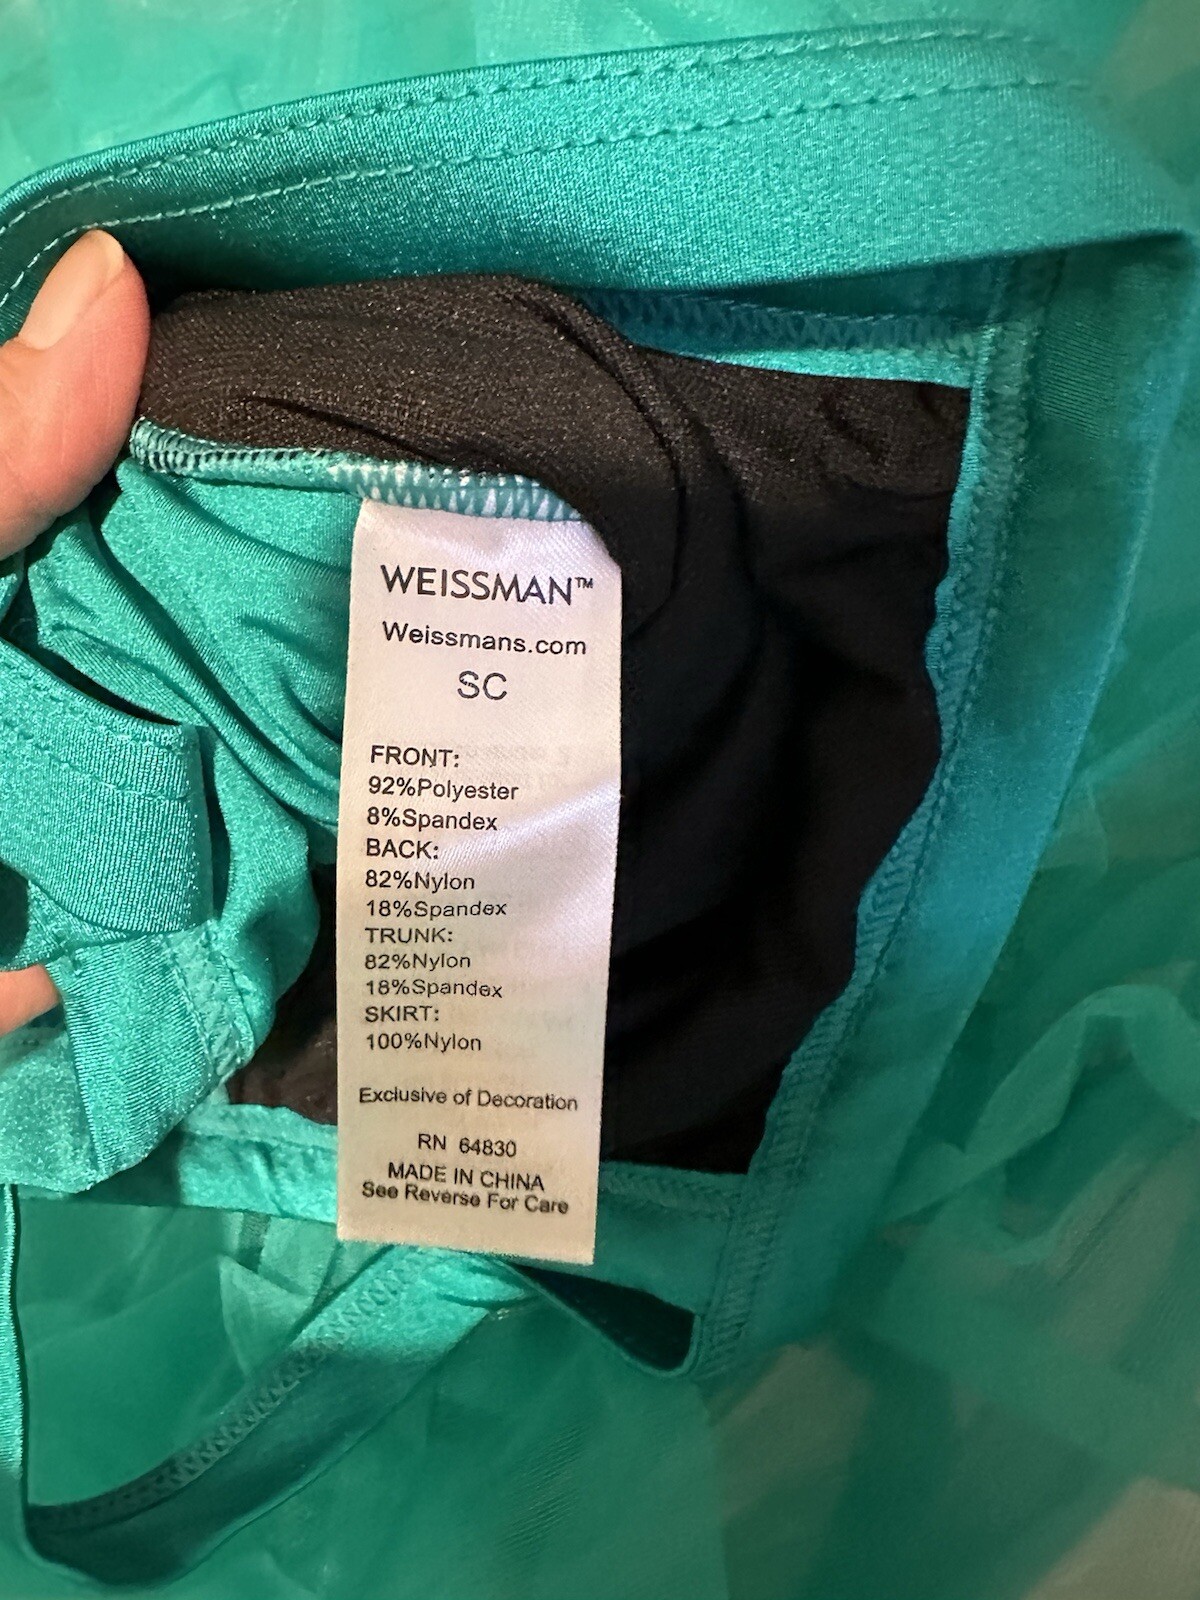 WEISSMAN™
Weissmans.com
SC
FRONT:
92%Polyester
8%Spandex
BACK:
82%Nylon
18%Spandex
TRUNK:
82%Nylon
18%Spandex
SKIRT:
100%Nylon
Exclusive of Decoration
RN 64830
MADE IN CHINA
See Reverse For Care